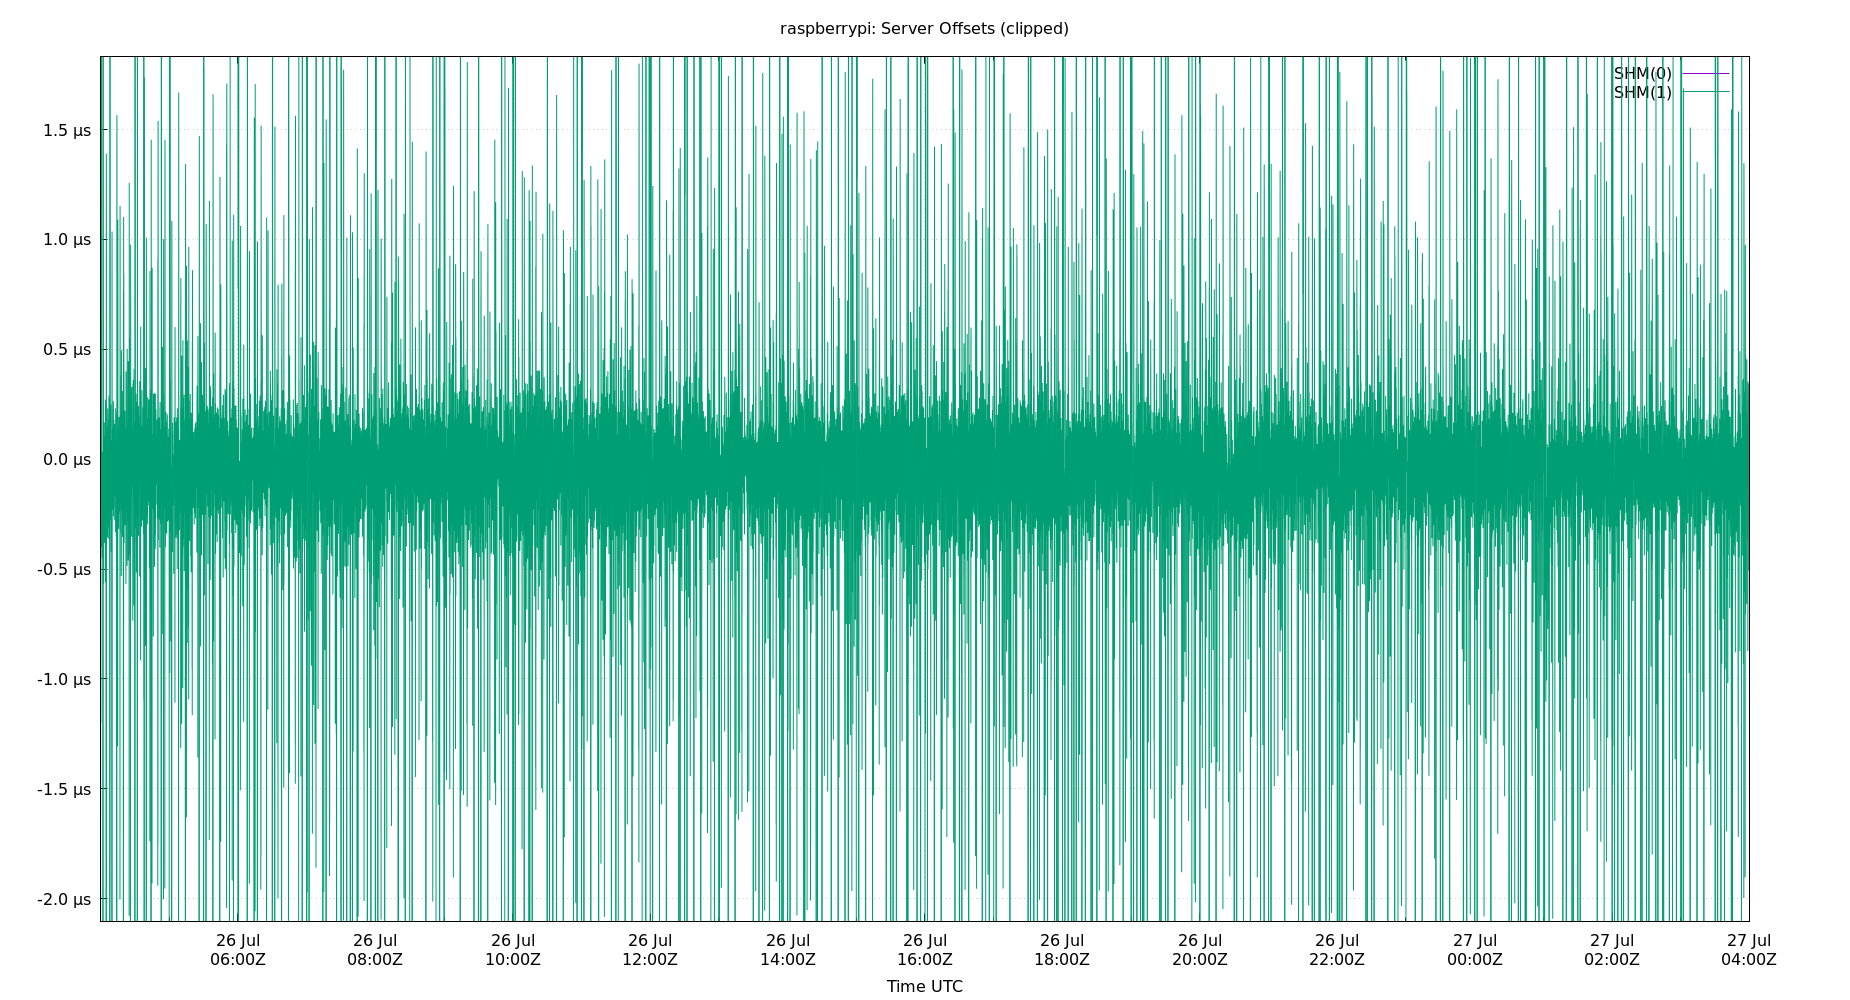 raspberrypi: Server Offsets (clipped)
SHM(0)
SHM(1)
1.5 µs
1.0 µs
0.5 µs
0.0 µs
-0.5 µs
-1.0 µs
-1.5 µs
-2.0 µs
26 Jul 26 Jul 26 Jul 26 Jul 26 Jul 26 Jul 26 Jul 26 Jul 26 Jul 27 Jul 27 Jul 27 Jul
06:00Z 08:00Z 10:00Z 12:00Z 14:00Z 16:00Z 18:00Z 20:00Z 22:00Z 00:00Z 02:00Z 04:00Z
Time UTC